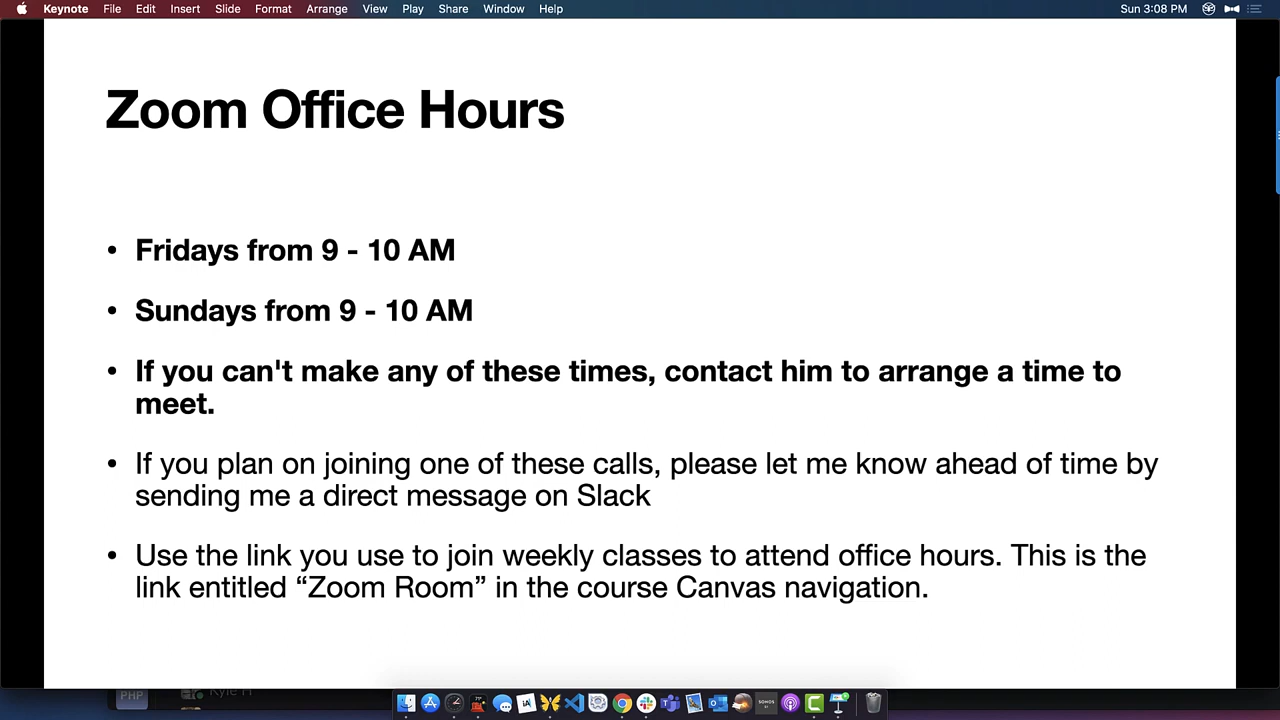 Keynote File Edit Insert Slide Format Arrange View Play Share Window Help Sun 3:08 PM
Zoom Office Hours
• Fridays from 9 - 10 AM
• Sundays from 9 - 10 AM
• If you can't make any of these times, contact him to arrange a time to
meet.
• If you plan on joining one of these calls, please let me know ahead of time by
sending me a direct message on Slack
• Use the link you use to join weekly classes to attend office hours. This is the
link entitled “Zoom Room” in the course Canvas navigation.
PHP Kyle H
SONOS